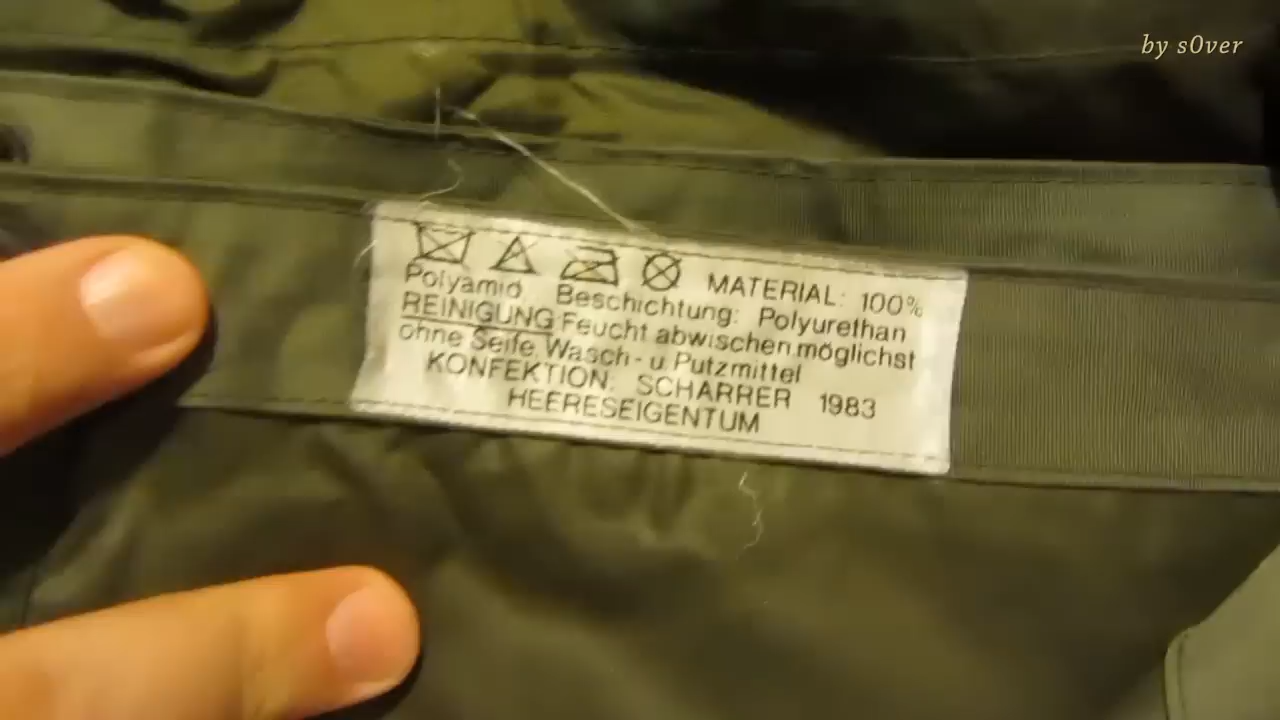 by s0ver
MATERIAL: 100%
Polyamid Beschichtung: Polyurethan
REINIGUNG: Feucht abwischen möglichst
ohne Seife, Wasch- u. Putzmittel
KONFEKTION: SCHARRER 1983
HEERESEIGENTUM